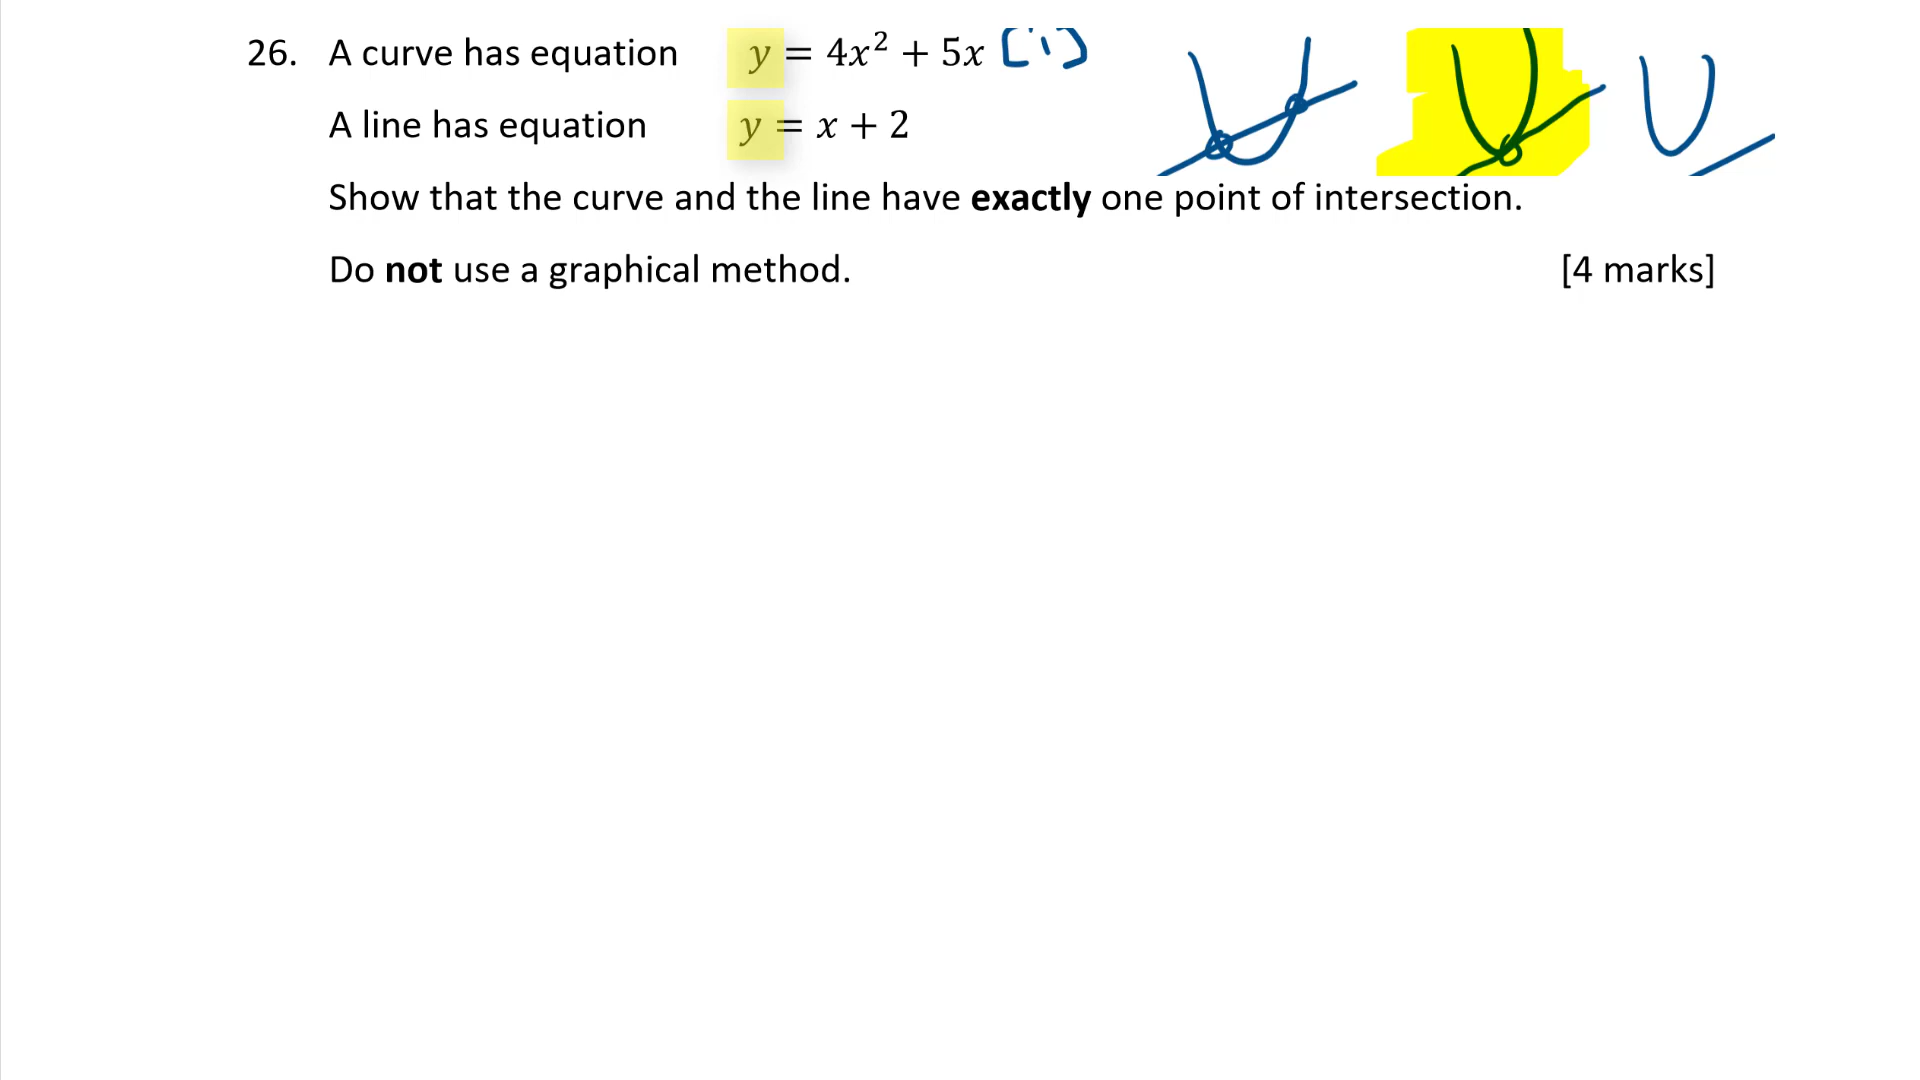 26. A curve has equation y = 4x² + 5x
A line has equation y = x + 2
Show that the curve and the line have exactly one point of intersection.
Do not use a graphical method. [4 marks]